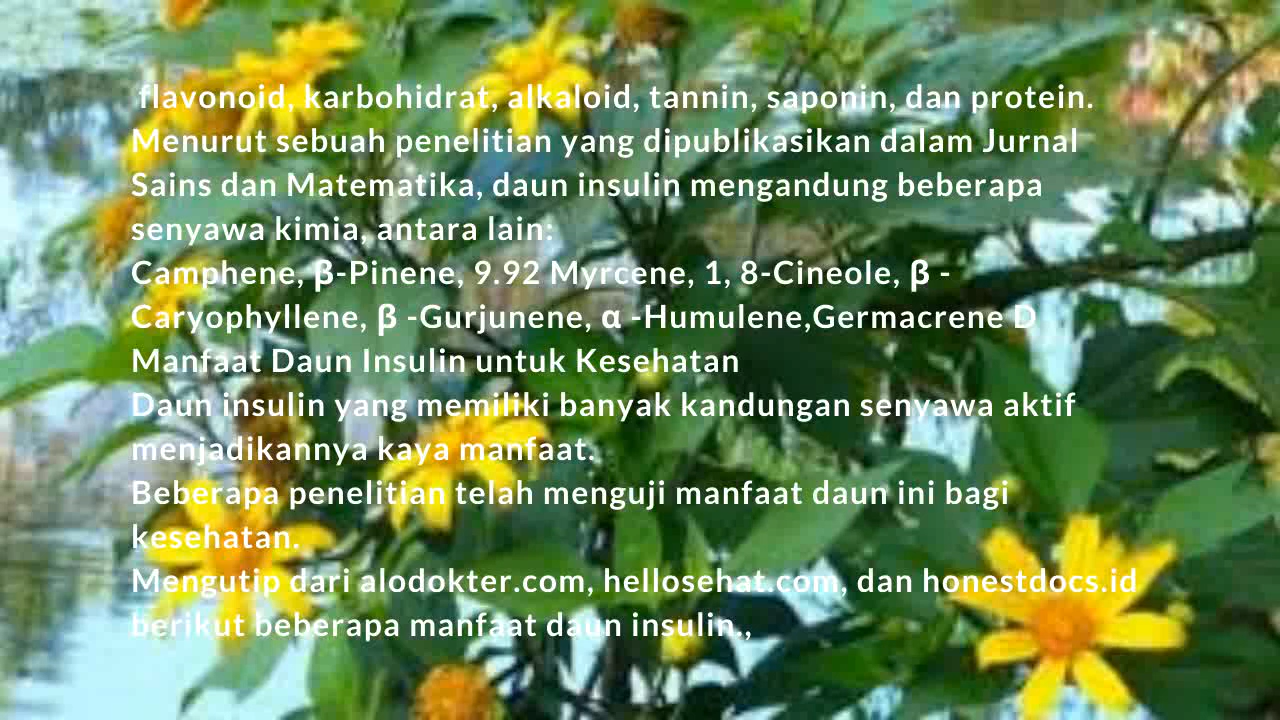 flavonoid, karbohidrat, alkaloid, tannin, saponin, dan protein.
Menurut sebuah penelitian yang dipublikasikan dalam Jurnal
Sains dan Matematika, daun insulin mengandung beberapa
senyawa kimia, antara lain:
Camphene, β-Pinene, 9.92 Myrcene, 1, 8-Cineole, β -
Caryophyllene, β -Gurjunene, α -Humulene,Germacrene D
Manfaat Daun Insulin untuk Kesehatan
Daun insulin yang memiliki banyak kandungan senyawa aktif
menjadikannya kaya manfaat.
Beberapa penelitian telah menguji manfaat daun ini bagi
kesehatan.
Mengutip dari alodokter.com, hellosehat.com, dan honestdocs.id
berikut beberapa manfaat daun insulin.,